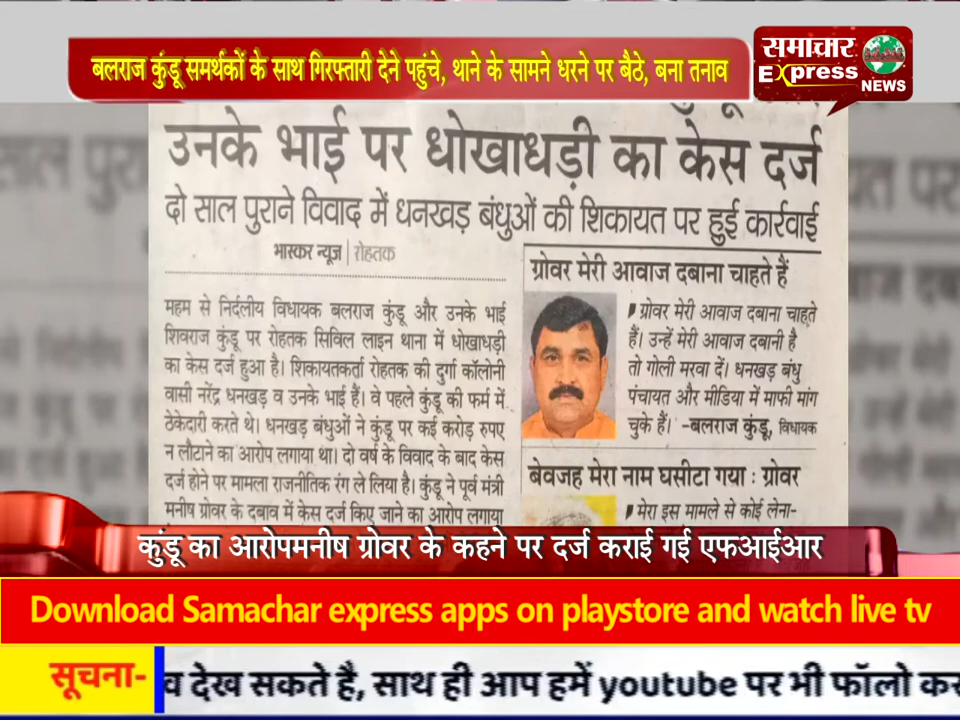 बलराज कुंडू समर्थकों के साथ गिरफ्तारी देने पहुंचे, थाने के सामने धरने पर बैठे, बना तनाव
समाचार
Express
NEWS
उनके भाई पर धोखाधड़ी का केस दर्ज
दो साल पुराने विवाद में धनखड़ बंधुओं की शिकायत पर हुई कार्रवाई
भास्कर न्यूज | रोहतक
महम से निर्दलीय विधायक बलराज कुंडू और उनके भाई
शिवराज कुंडू पर रोहतक सिविल लाइन थाना में धोखाधड़ी
का केस दर्ज हुआ है। शिकायतकर्ता रोहतक की दुर्गा कॉलोनी
वासी नरेंद्र धनखड़ व उनके भाई हैं। वे पहले कुंडू की फर्म में
ठेकेदारी करते थे। धनखड़ बंधुओं ने कुंडू पर कई करोड़ रुपए
न लौटाने का आरोप लगाया था। दो वर्ष के विवाद के बाद केस
दर्ज होने पर मामला राजनीतिक रंग ले लिया है। कुंडू ने पूर्व मंत्री
मनीष ग्रोवर के दबाव में केस दर्ज किए जाने का आरोप लगाया
ग्रोवर मेरी आवाज दबाना चाहते हैं
ग्रोवर मेरी आवाज दबाना चाहते
हैं। उन्हें मेरी आवाज दबानी है
तो गोली मरवा दें। धनखड़ बंधु
पंचायत और मीडिया में माफी मांग
चुके हैं। -बलराज कुंडू, विधायक
बेवजह मेरा नाम घसीटा गया : ग्रोवर
मेरा इस मामले से कोई लेना-
कुंडू का आरोपमनीष ग्रोवर के कहने पर दर्ज कराई गई एफआईआर
Download Samachar express apps on playstore and watch live tv
सूचना- व देख सकते है, साथ ही आप हमें youtube पर भी फॉलो कर